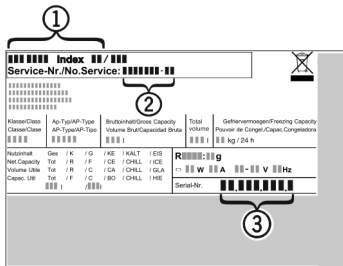 1
Index /
Service-Nr./No.Service: -
2
Klasse/Class Ap-Typ/AP-Type Bruttoinhalt/Gross Capacity Total Gefriervermoegen/Freezing Capacity
Classe/Clase AP-Type/AP-Tipo Volume Brut/Capacidad Bruta volume Pouvoir de Congel./Capac.Congeladora
l l kg / 24 h
Nutzinhalt Ges / K / G / KE / KALT / EIS
Net.Capacity Tot / R / F / CE / CHILL / ICE
Volume Utile Tot / R / C / CA / CHILL / GLA
Capac. Util Tot / F / C / BO / CHILL / HIE
l / l
R : g
W A - V Hz
Serial-Nr. . . .
3